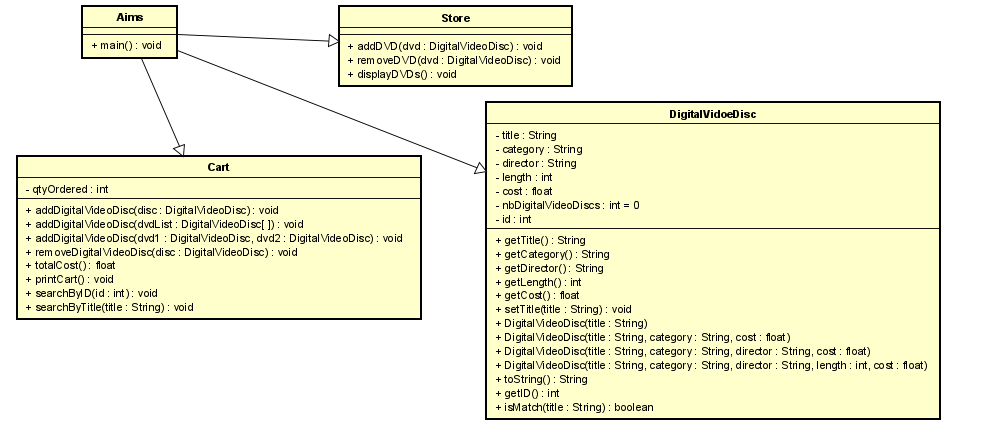 Aims
+ main() : void
Store
+ addDVD(dvd : DigitalVideoDisc) : void
+ removeDVD(dvd : DigitalVideoDisc) : void
+ displayDVDs() : void
Cart
- qtyOrdered : int
+ addDigitalVideoDisc(disc : DigitalVideoDisc) : void
+ addDigitalVideoDisc(dvdList : DigitalVideoDisc[ ]) : void
+ addDigitalVideoDisc(dvd1 : DigitalVideoDisc, dvd2 : DigitalVideoDisc) : void
+ removeDigitalVideoDisc(disc : DigitalVideoDisc) : void
+ totalCost() : float
+ printCart() : void
+ searchByID(id : int) : void
+ searchByTitle(title : String) : void
DigitalVidoeDisc
- title : String
- category : String
- director : String
- length : int
- cost : float
- nbDigitalVideoDiscs : int = 0
- id : int
+ getTitle() : String
+ getCategory() : String
+ getDirector() : String
+ getLength() : int
+ getCost() : float
+ setTitle(title : String) : void
+ DigitalVideoDisc(title : String)
+ DigitalVideoDisc(title : String, category : String, cost : float)
+ DigitalVideoDisc(title : String, category : String, director : String, cost : float)
+ DigitalVideoDisc(title : String, category : String, director : String, length : int, cost : float)
+ toString() : String
+ getID() : int
+ isMatch(title : String) : boolean